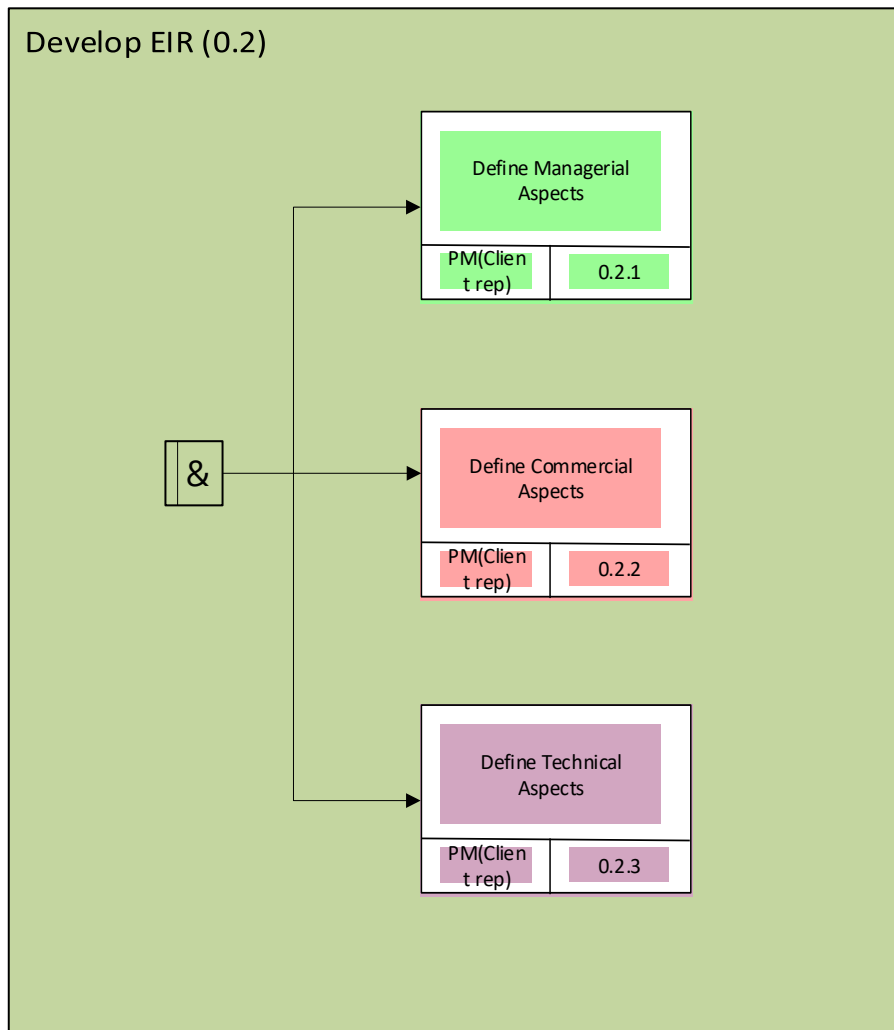 Develop EIR (0.2)
Define Managerial
Aspects
PM(Clien
t rep)
0.2.1
&
Define Commercial
Aspects
PM(Clien
t rep)
0.2.2
Define Technical
Aspects
PM(Clien
t rep)
0.2.3